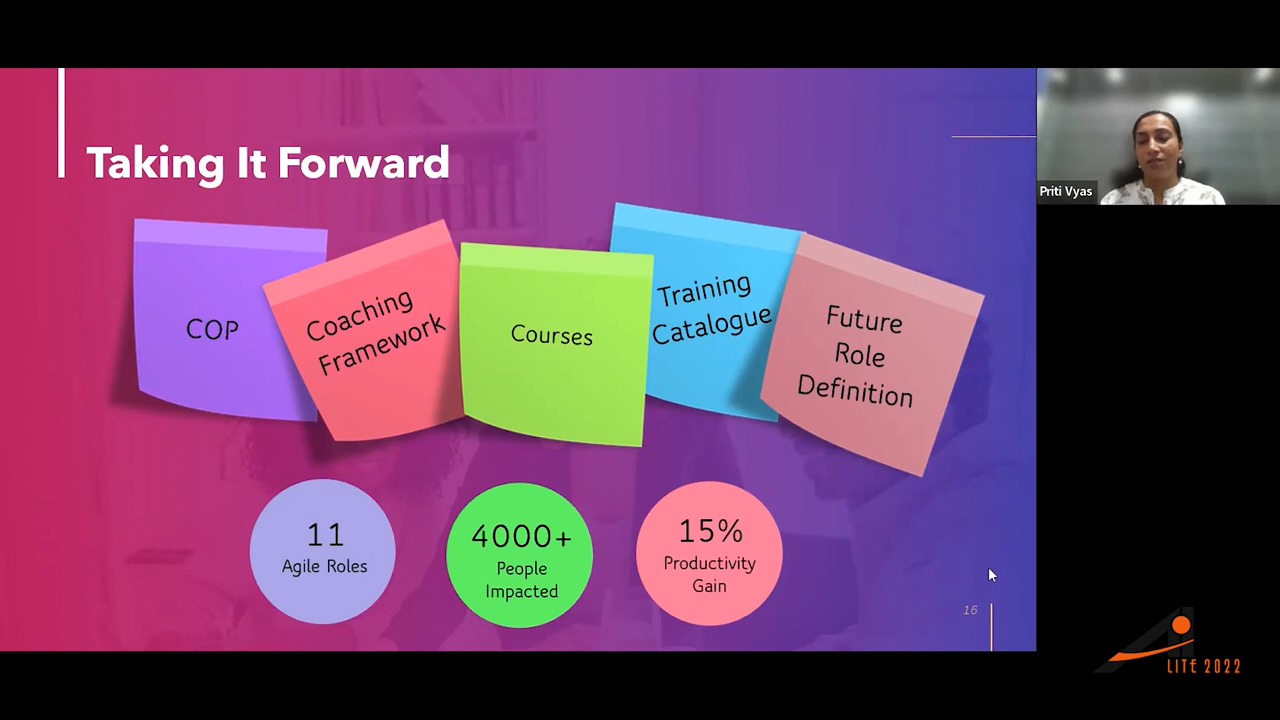 Taking It Forward
Priti Vyas
COP
Coaching
Framework
Courses
Training
Catalogue
Future
Role
Definition
11
Agile Roles
4000+
People
Impacted
15%
Productivity
Gain
16
LITE 2022